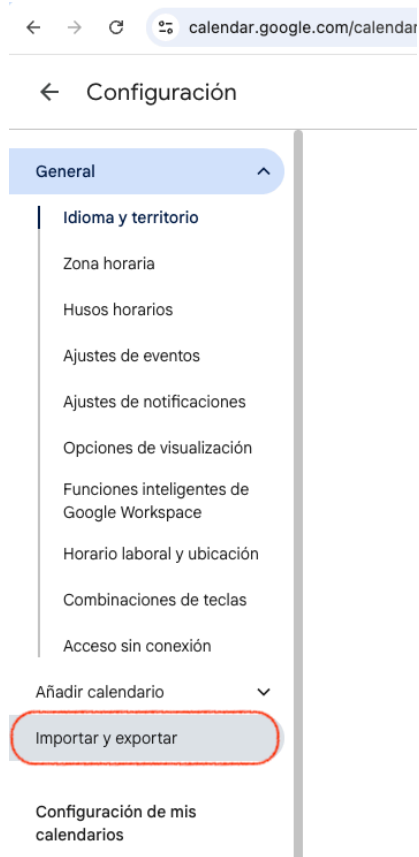 calendar.google.com/calendar
Configuración
General
Idioma y territorio
Zona horaria
Husos horarios
Ajustes de eventos
Ajustes de notificaciones
Opciones de visualización
Funciones inteligentes de
Google Workspace
Horario laboral y ubicación
Combinaciones de teclas
Acceso sin conexión
Añadir calendario
Importar y exportar
Configuración de mis
calendarios